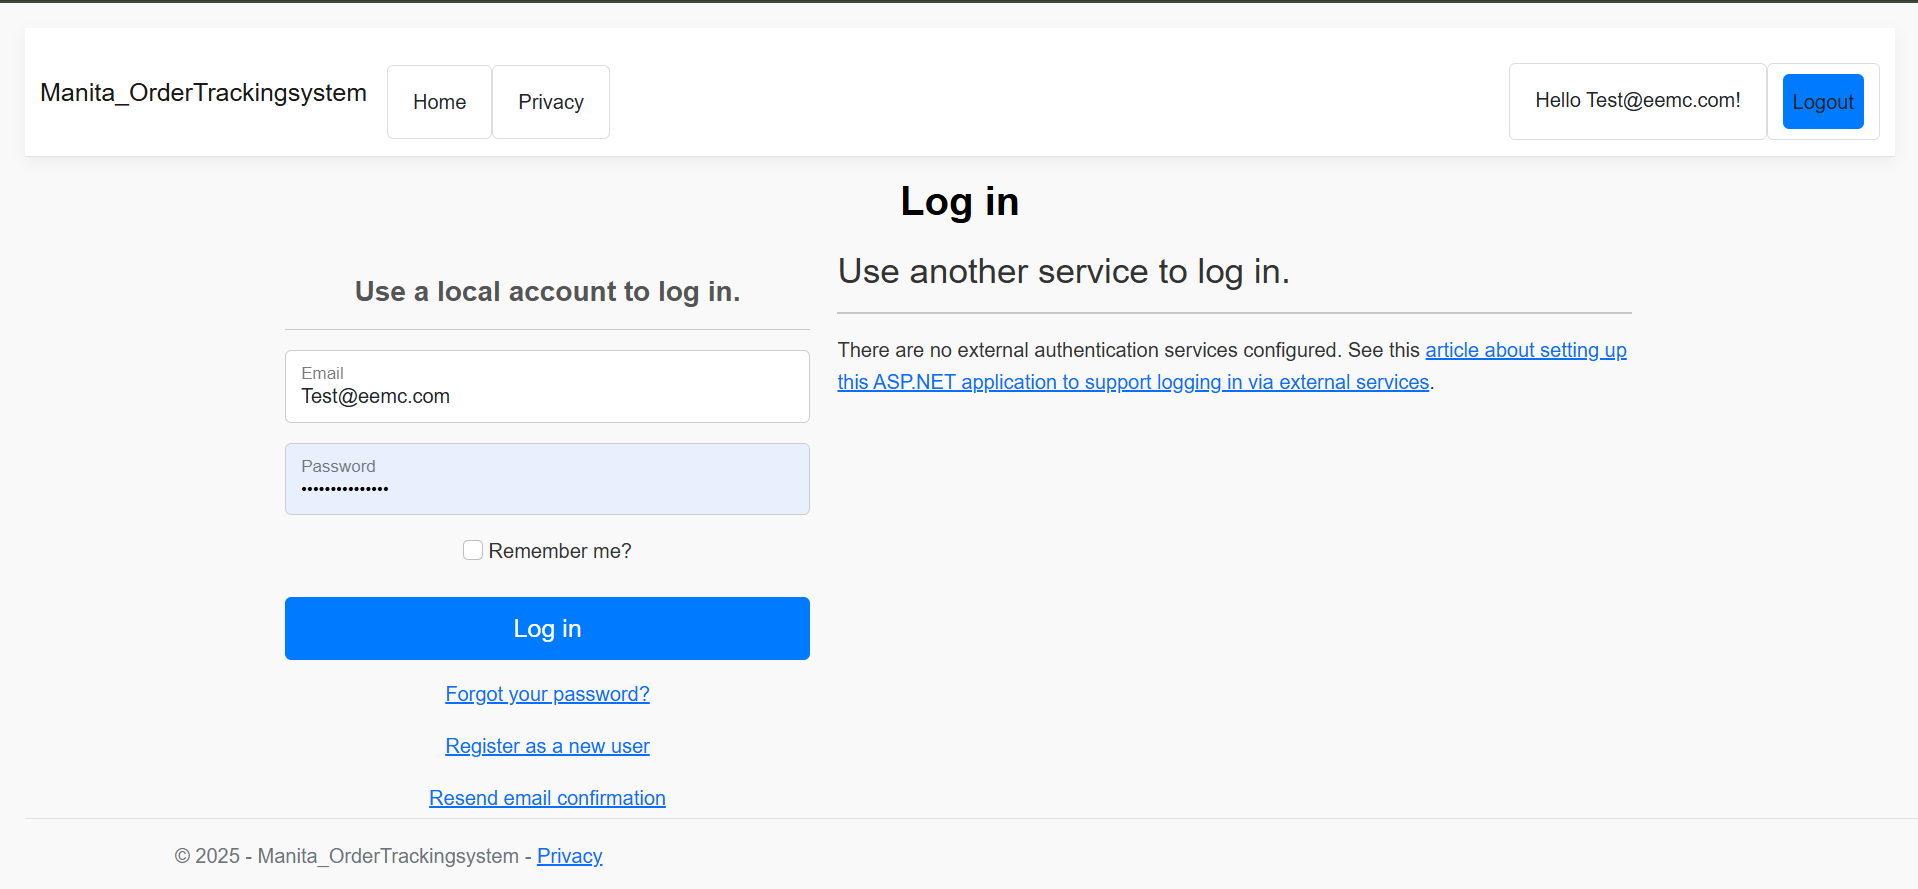 Manita_OrderTrackingsystem
Home
Privacy
Hello Test@eemc.com!
Logout
Log in
Use a local account to log in.
Email
Test@eemc.com
Password
•••••••••••••••
Remember me?
Log in
Forgot your password?
Register as a new user
Resend email confirmation
Use another service to log in.
There are no external authentication services configured. See this article about setting up
this ASP.NET application to support logging in via external services.
© 2025 - Manita_OrderTrackingsystem - Privacy